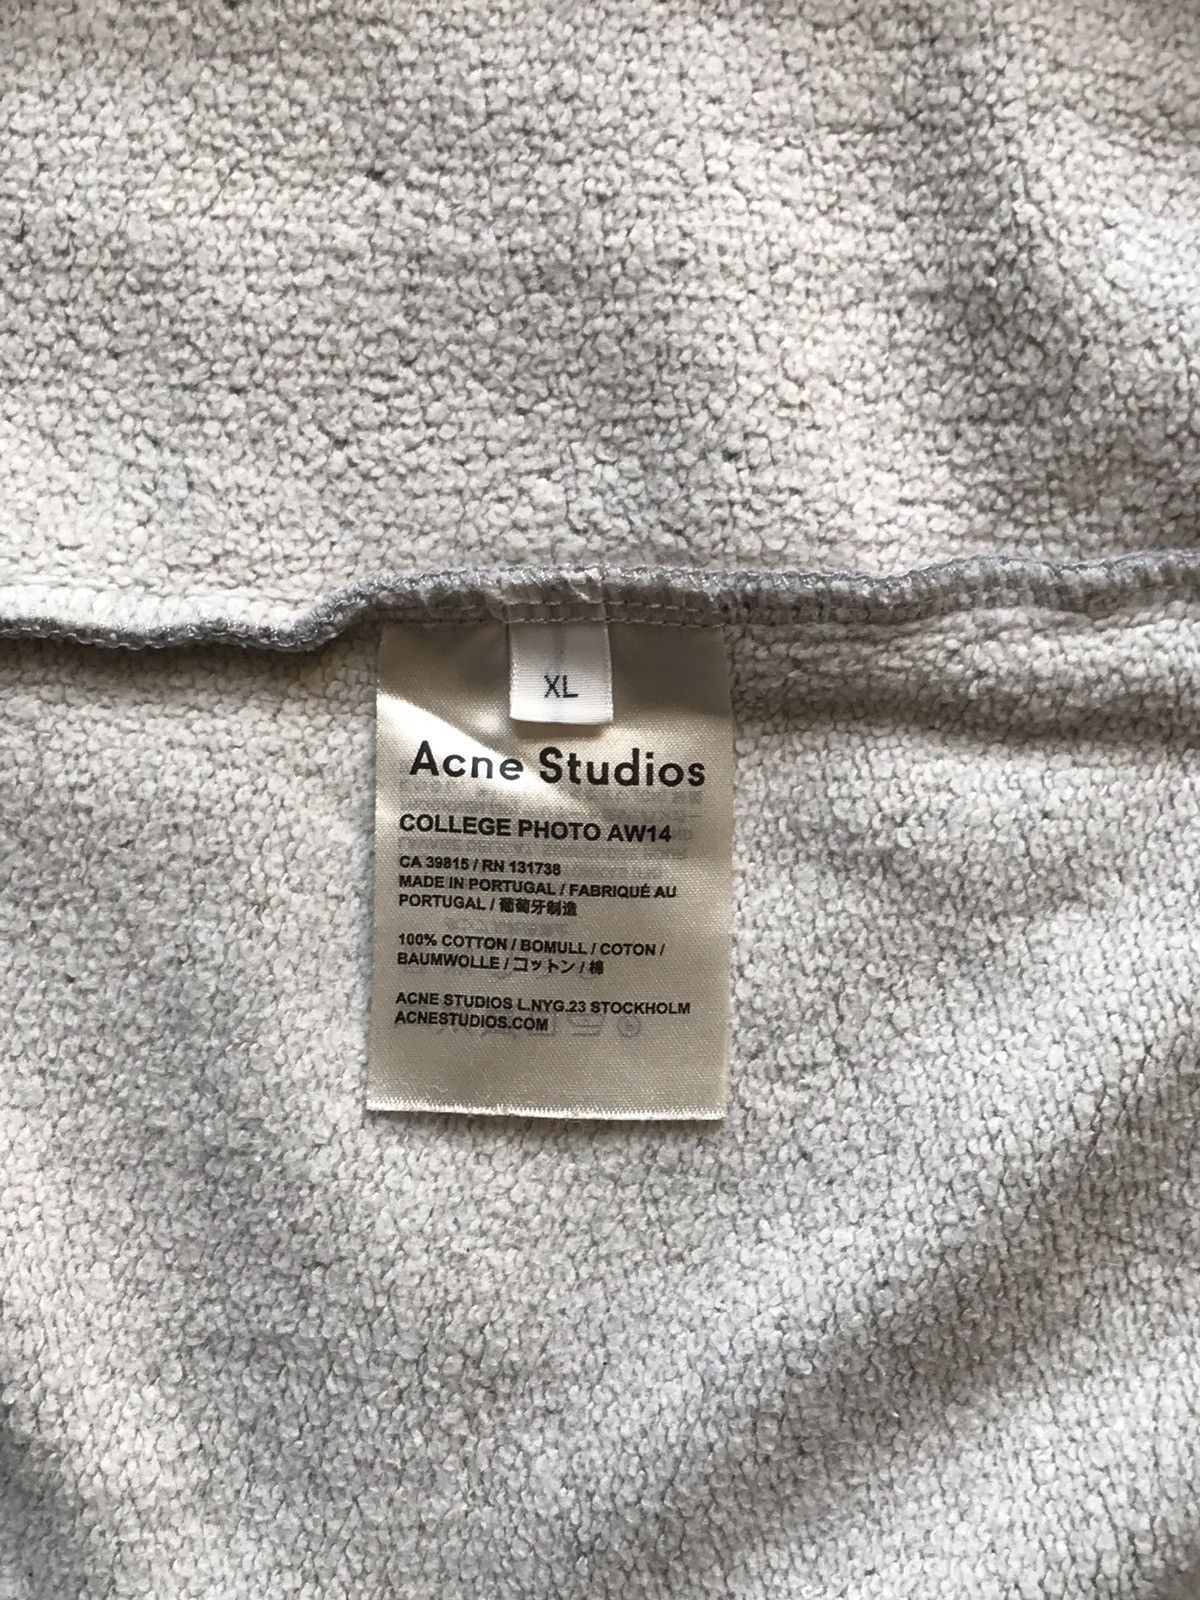 XL
Acne Studios
COLLEGE PHOTO AW14
CA 39815 / RN 131738
MADE IN PORTUGAL / FABRIQUÉ AU
PORTUGAL / 葡萄牙制造
100% COTTON / BOMULL / COTON /
BAUMWOLLE / コットン / 棉
ACNE STUDIOS L.NYG.23 STOCKHOLM
ACNESTUDIOS.COM